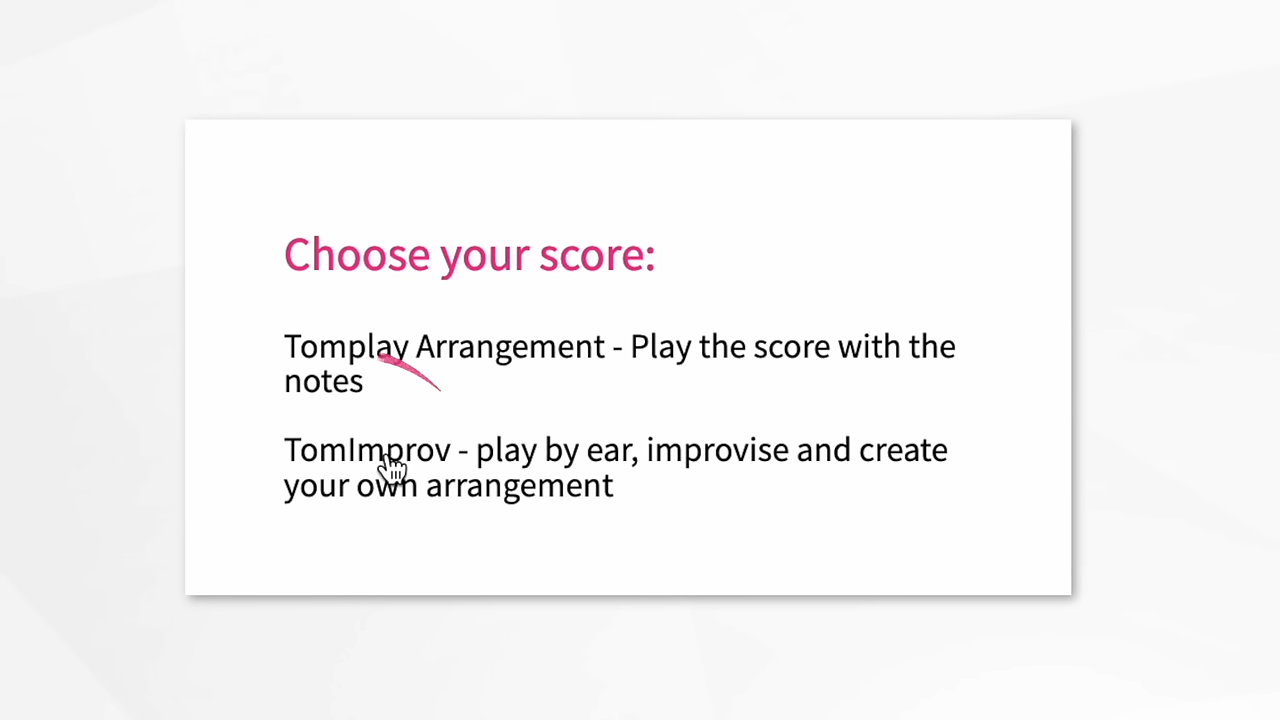 Choose your score:
Tomplay Arrangement - Play the score with the
notes
TomImprov - play by ear, improvise and create
your own arrangement